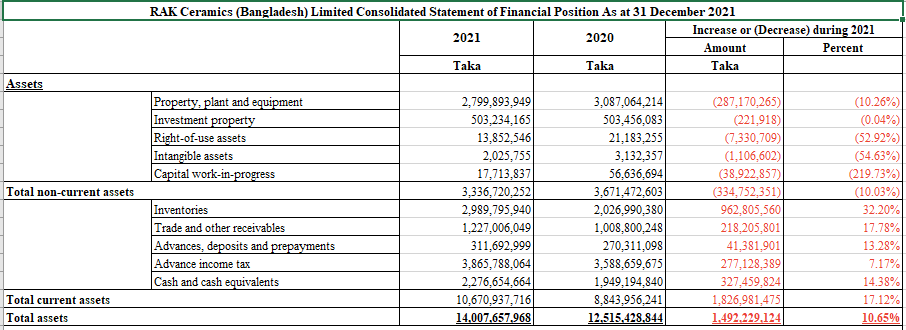 RAK Ceramics (Bangladesh) Limited Consolidated Statement of Financial Position As at 31 December 2021
2021 2020 Increase or (Decrease) during 2021
Amount Percent
Taka Taka Taka
Assets
Property, plant and equipment 2,799,893,949 3,087,064,214 (287,170,265) (10.26%)
Investment property 503,234,165 503,456,083 (221,918) (0.04%)
Right-of-use assets 13,852,546 21,183,255 (7,330,709) (52.92%)
Intangible assets 2,025,755 3,132,357 (1,106,602) (54.63%)
Capital work-in-progress 17,713,837 56,636,694 (38,922,857) (219.73%)
Total non-current assets 3,336,720,252 3,671,472,603 (334,752,351) (10.03%)
Inventories 2,989,795,940 2,026,990,380 962,805,560 32.20%
Trade and other receivables 1,227,006,049 1,008,800,248 218,205,801 17.78%
Advances, deposits and prepayments 311,692,999 270,311,098 41,381,901 13.28%
Advance income tax 3,865,788,064 3,588,659,675 277,128,389 7.17%
Cash and cash equivalents 2,276,654,664 1,949,194,840 327,459,824 14.38%
Total current assets 10,670,937,716 8,843,956,241 1,826,981,475 17.12%
Total assets 14,007,657,968 12,515,428,844 1,492,229,124 10.65%